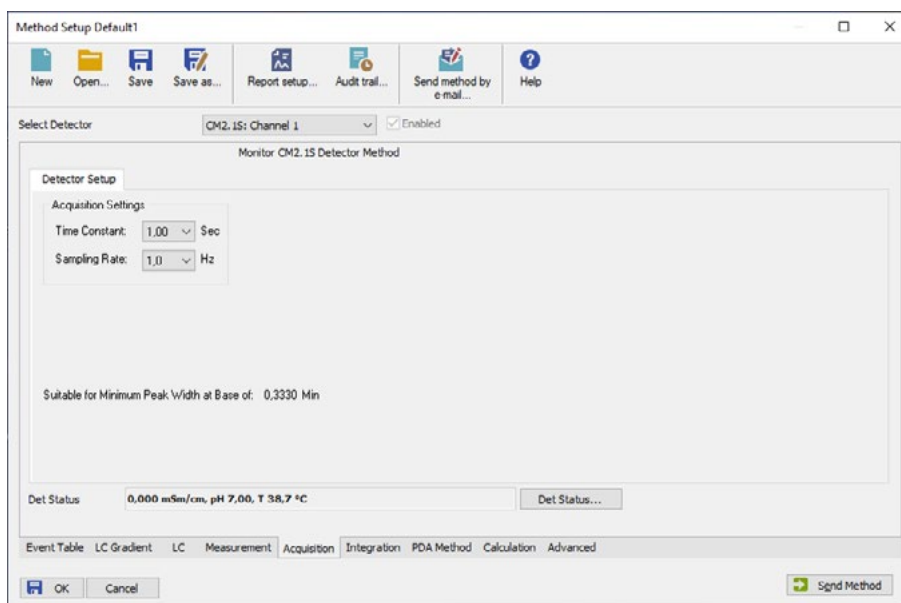 Method Setup Default1
New Open... Save Save as... Report setup... Audit trail... Send method by e-mail... Help
Select Detector CM2.1S: Channel 1 Enabled
Monitor CM2.1S Detector Method
Detector Setup
Acquisition Settings
Time Constant: 1,00 Sec
Sampling Rate: 1,0 Hz
Suitable for Minimum Peak Width at Base of: 0,3330 Min
Det Status 0,000 mSm/cm, pH 7,00, T 38,7 °C Det Status...
Event Table LC Gradient LC Measurement Acquisition Integration PDA Method Calculation Advanced
OK Cancel Send Method